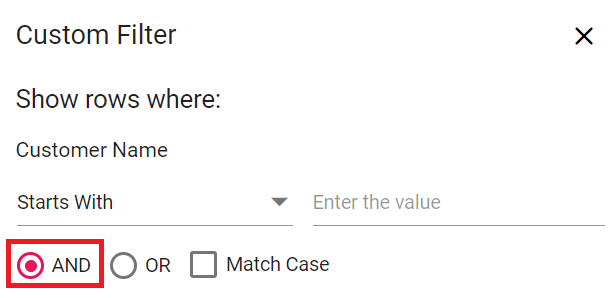 Custom Filter
Show rows where:
Customer Name
Starts With Enter the value
AND OR Match Case